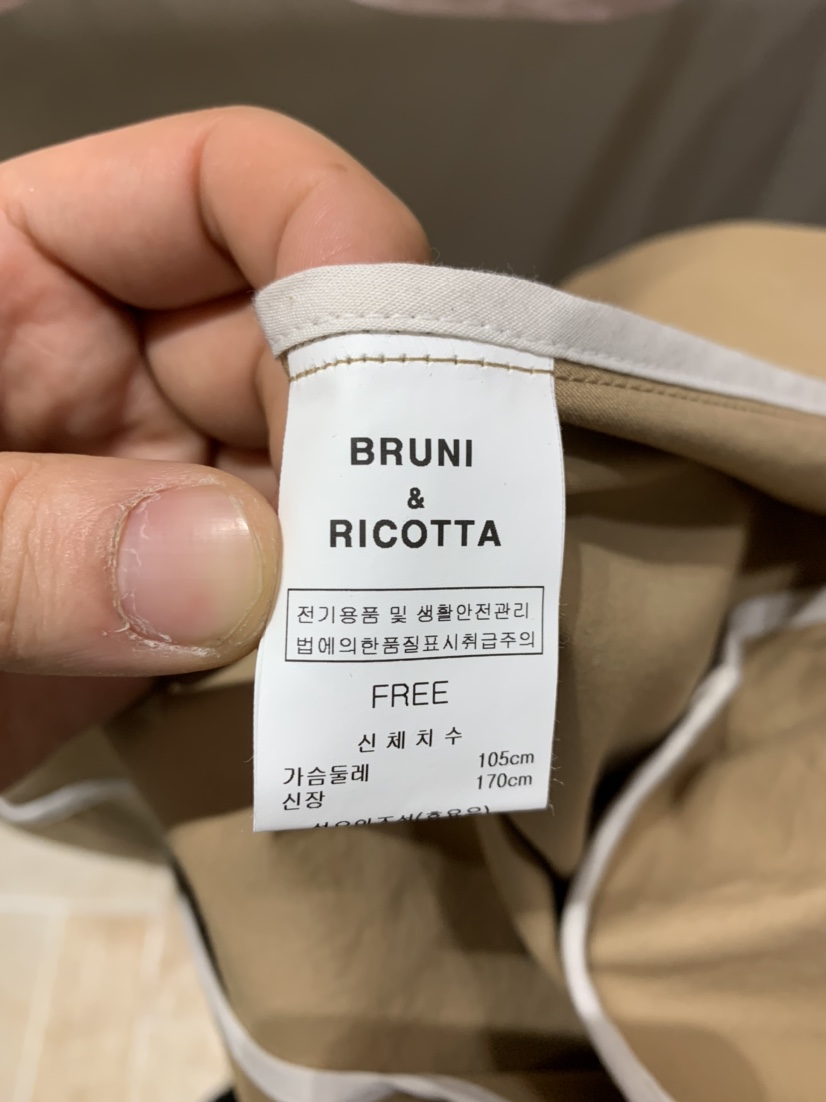 BRUNI
&
RICOTTA
전기용품 및 생활안전관리
법에의한품질표시취급주의
FREE
신체치수
가슴둘레 105cm
신장 170cm